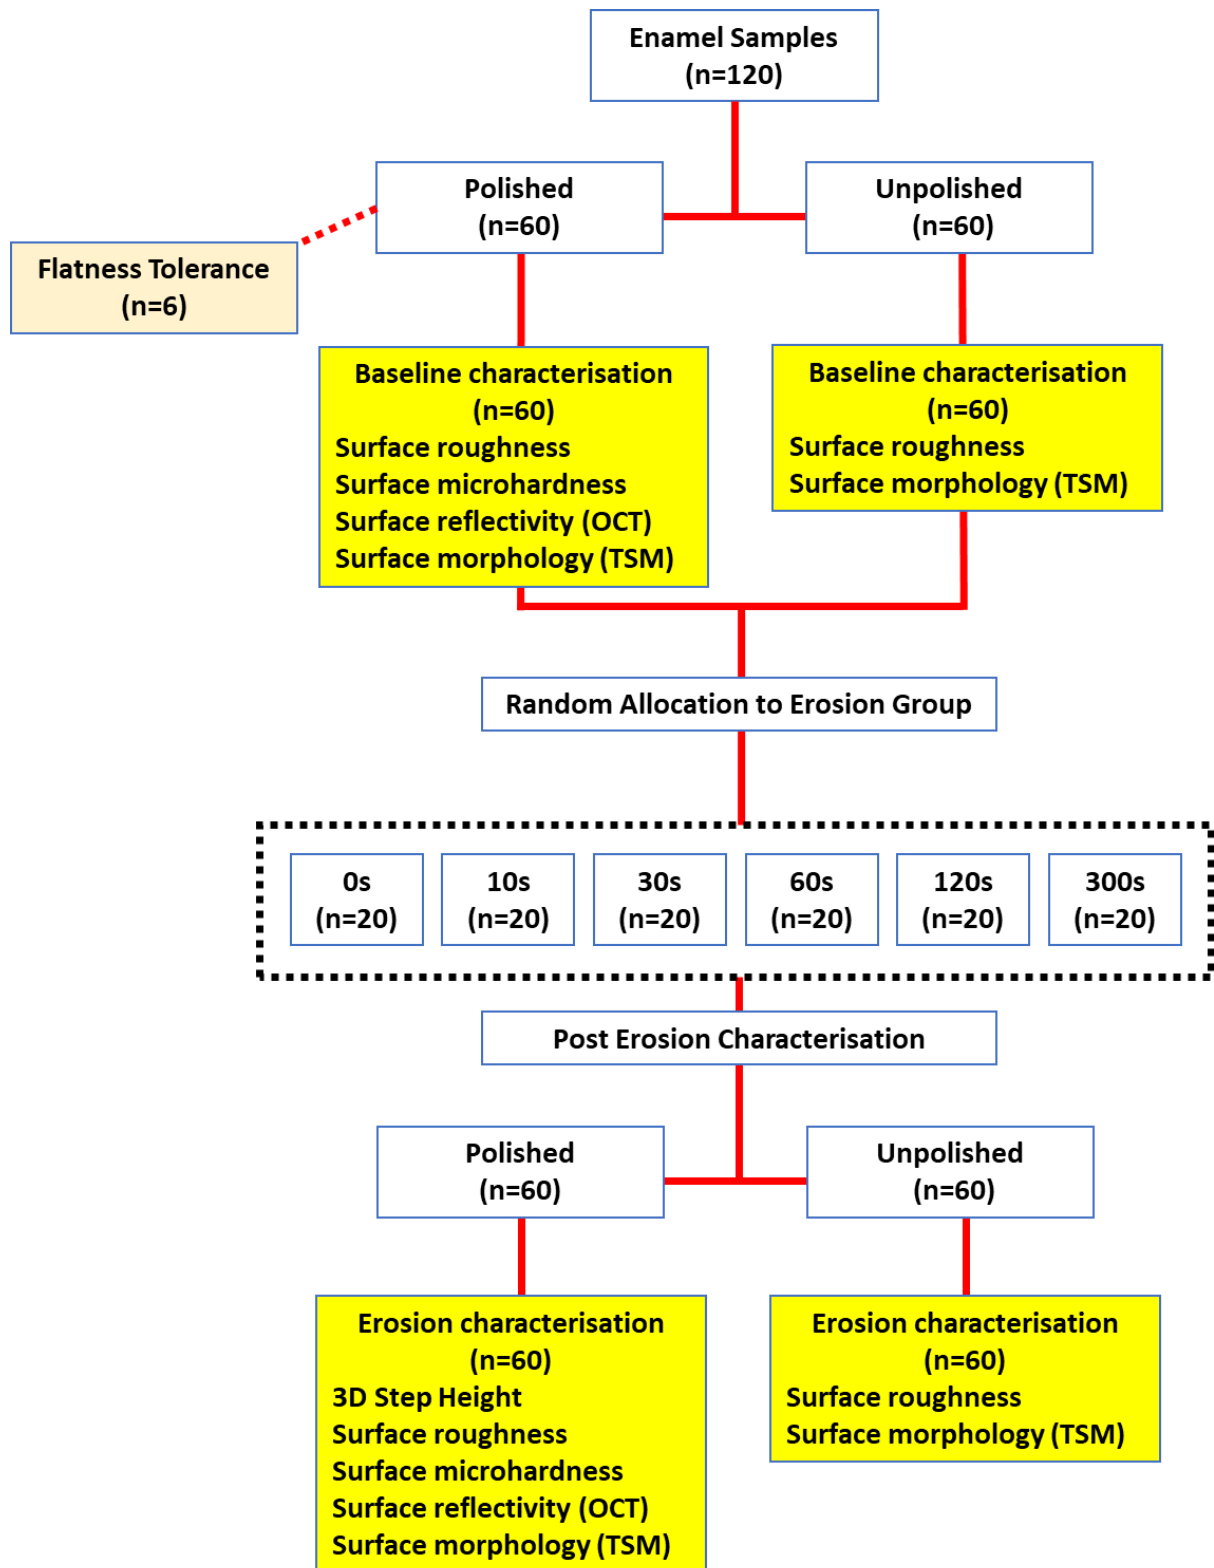 Enamel Samples
(n=120)
Polished
(n=60)
Unpolished
(n=60)
Flatness Tolerance
(n=6)
Baseline characterisation
(n=60)
Surface roughness
Surface microhardness
Surface reflectivity (OCT)
Surface morphology (TSM)
Baseline characterisation
(n=60)
Surface roughness
Surface morphology (TSM)
Random Allocation to Erosion Group
0s
(n=20)
10s
(n=20)
30s
(n=20)
60s
(n=20)
120s
(n=20)
300s
(n=20)
Post Erosion Characterisation
Polished
(n=60)
Unpolished
(n=60)
Erosion characterisation
(n=60)
3D Step Height
Surface roughness
Surface microhardness
Surface reflectivity (OCT)
Surface morphology (TSM)
Erosion characterisation
(n=60)
Surface roughness
Surface morphology (TSM)